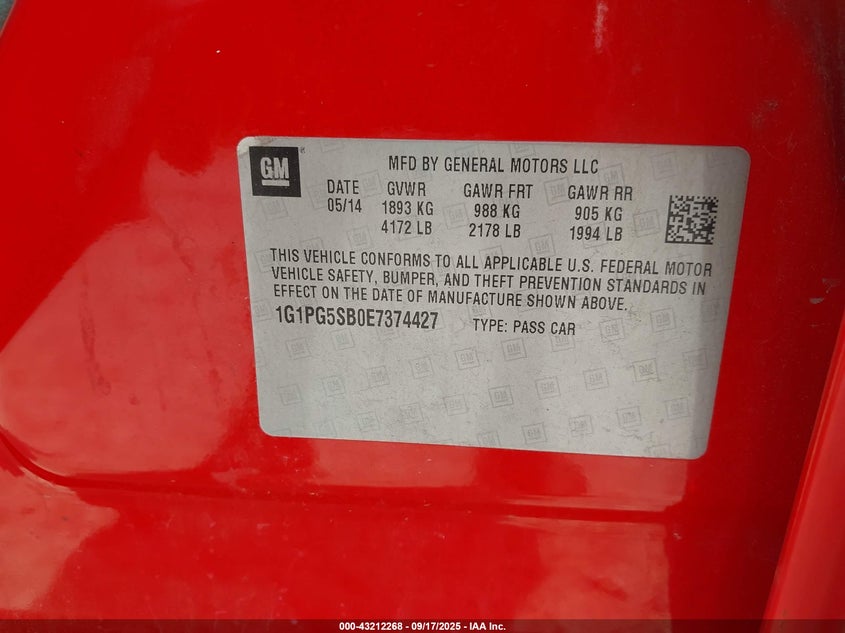 GM ®
MFD BY GENERAL MOTORS LLC
DATE GVWR GAWR FRT GAWR RR
05/14 1893 KG 988 KG 905 KG
4172 LB 2178 LB 1994 LB
THIS VEHICLE CONFORMS TO ALL APPLICABLE U.S. FEDERAL MOTOR
VEHICLE SAFETY, BUMPER, AND THEFT PREVENTION STANDARDS IN
EFFECT ON THE DATE OF MANUFACTURE SHOWN ABOVE.
1G1PG5SB0E7374427 TYPE: PASS CAR
000-43212268 - 09/17/2025 - IAA Inc.